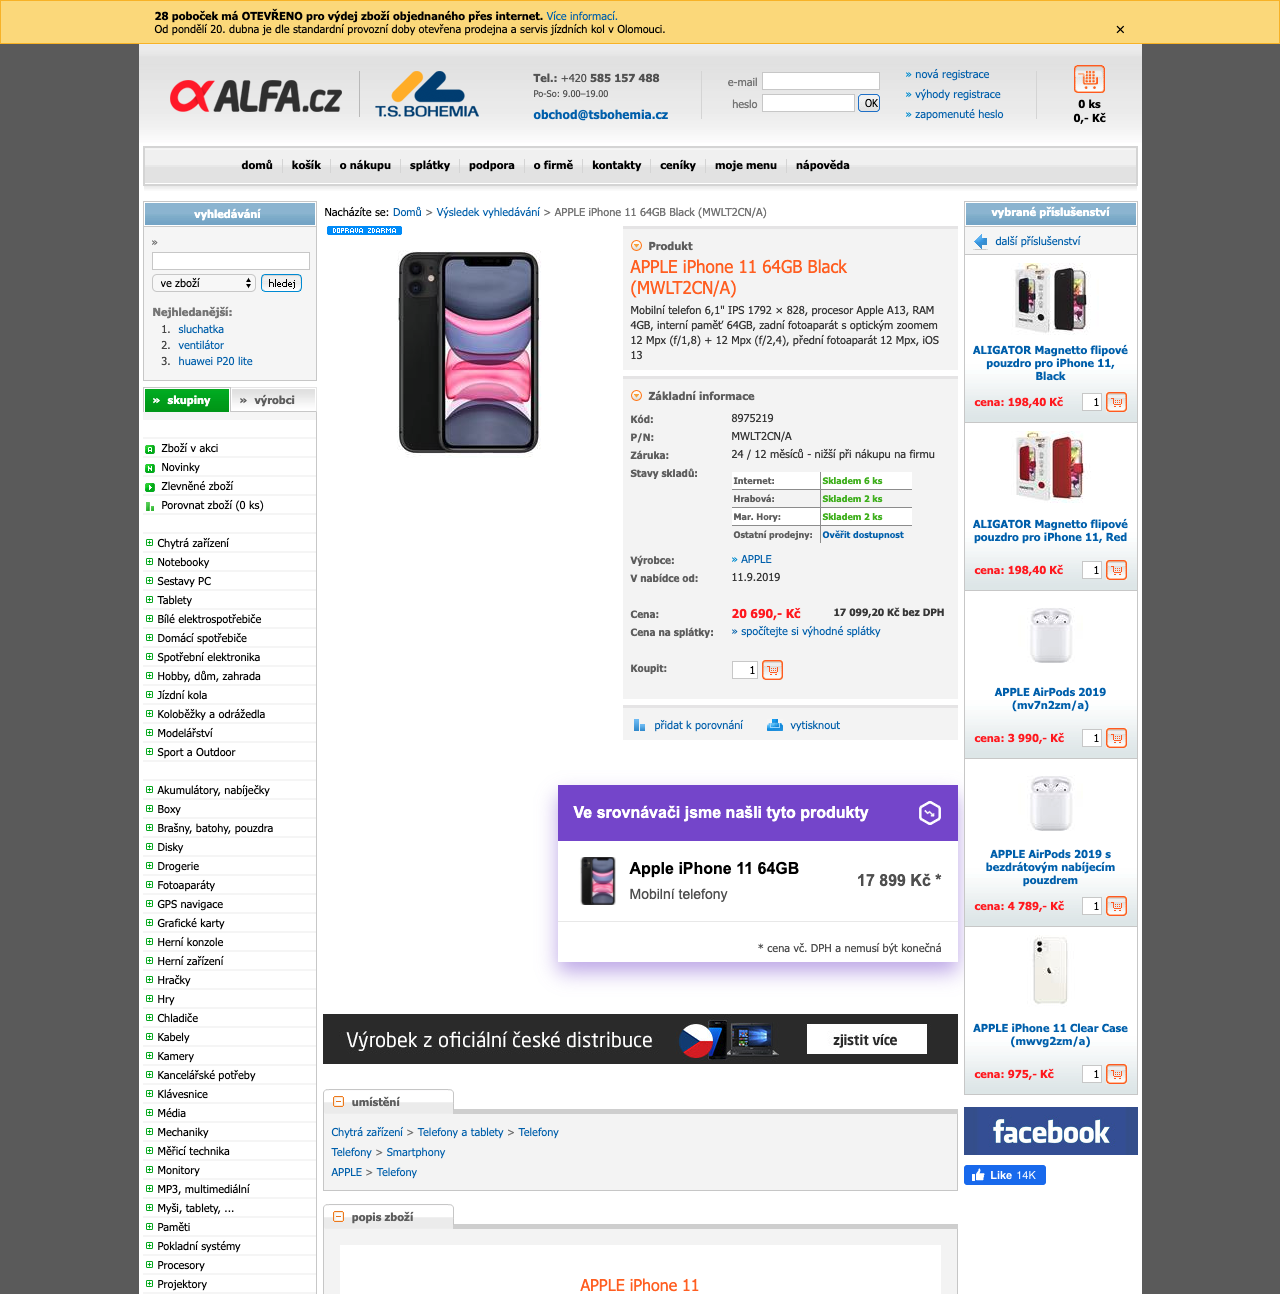 28 poboček má OTEVŘENO pro výdej zboží objednaného přes internet. Více informací.
Od pondělí 20. dubna je dle standardní provozní doby otevřena prodejna a servis jízdních kol v Olomouci.
×
αALFA.cz
T.S.BOHEMIA
Tel.: +420 585 157 488
Po-So: 9.00–19.00
obchod@tsbohemia.cz
e-mail
heslo
OK
» nová registrace
» výhody registrace
» zapomenuté heslo
0 ks
0,- Kč
domů košík o nákupu splátky podpora o firmě kontakty ceníky moje menu nápověda
vyhledávání
»
ve zboží hledej
Nejhledanější:
1. sluchatka
2. ventilátor
3. huawei P20 lite
» skupiny » výrobci
Zboží v akci
Novinky
Zlevněné zboží
Porovnat zboží (0 ks)
Chytrá zařízení
Notebooky
Sestavy PC
Tablety
Bílé elektrospotřebiče
Domácí spotřebiče
Spotřební elektronika
Hobby, dům, zahrada
Jízdní kola
Koloběžky a odrážedla
Modelářství
Sport a Outdoor
Akumulátory, nabíječky
Boxy
Brašny, batohy, pouzdra
Disky
Drogerie
Fotoaparáty
GPS navigace
Grafické karty
Herní konzole
Herní zařízení
Hračky
Hry
Chladiče
Kabely
Kamery
Kancelářské potřeby
Klávesnice
Média
Mechaniky
Měřicí technika
Monitory
MP3, multimediální
Myši, tablety, ...
Paměti
Pokladní systémy
Procesory
Projektory
Nacházíte se: Domů > Výsledek vyhledávání > APPLE iPhone 11 64GB Black (MWLT2CN/A)
DOPRAVA ZDARMA
Produkt
APPLE iPhone 11 64GB Black
(MWLT2CN/A)
Mobilní telefon 6,1" IPS 1792 × 828, procesor Apple A13, RAM
4GB, interní paměť 64GB, zadní fotoaparát s optickým zoomem
12 Mpx (f/1,8) + 12 Mpx (f/2,4), přední fotoaparát 12 Mpx, iOS
13
Základní informace
Kód: 8975219
P/N: MWLT2CN/A
Záruka: 24 / 12 měsíců - nižší při nákupu na firmu
Stavy skladů:
Internet: Skladem 6 ks
Hrabová: Skladem 2 ks
Mar. Hory: Skladem 2 ks
Ostatní prodejny: Ověřit dostupnost
Výrobce: » APPLE
V nabídce od: 11.9.2019
Cena: 20 690,- Kč 17 099,20 Kč bez DPH
Cena na splátky: » spočítejte si výhodné splátky
Koupit: 1
přidat k porovnání vytisknout
Ve srovnávači jsme našli tyto produkty
Apple iPhone 11 64GB
Mobilní telefony
17 899 Kč *
* cena vč. DPH a nemusí být konečná
Výrobek z oficiální české distribuce zjistit více
umístění
Chytrá zařízení > Telefony a tablety > Telefony
Telefony > Smartphony
APPLE > Telefony
popis zboží
APPLE iPhone 11
vybrané příslušenství
další příslušenství
ALIGATOR Magnetto flipové
pouzdro pro iPhone 11,
Black
cena: 198,40 Kč 1
ALIGATOR Magnetto flipové
pouzdro pro iPhone 11, Red
cena: 198,40 Kč 1
APPLE AirPods 2019
(mv7n2zm/a)
cena: 3 990,- Kč 1
APPLE AirPods 2019 s
bezdrátovým nabíjecím
pouzdrem
cena: 4 789,- Kč 1
APPLE iPhone 11 Clear Case
(mwvg2zm/a)
cena: 975,- Kč 1
facebook
Like 14K